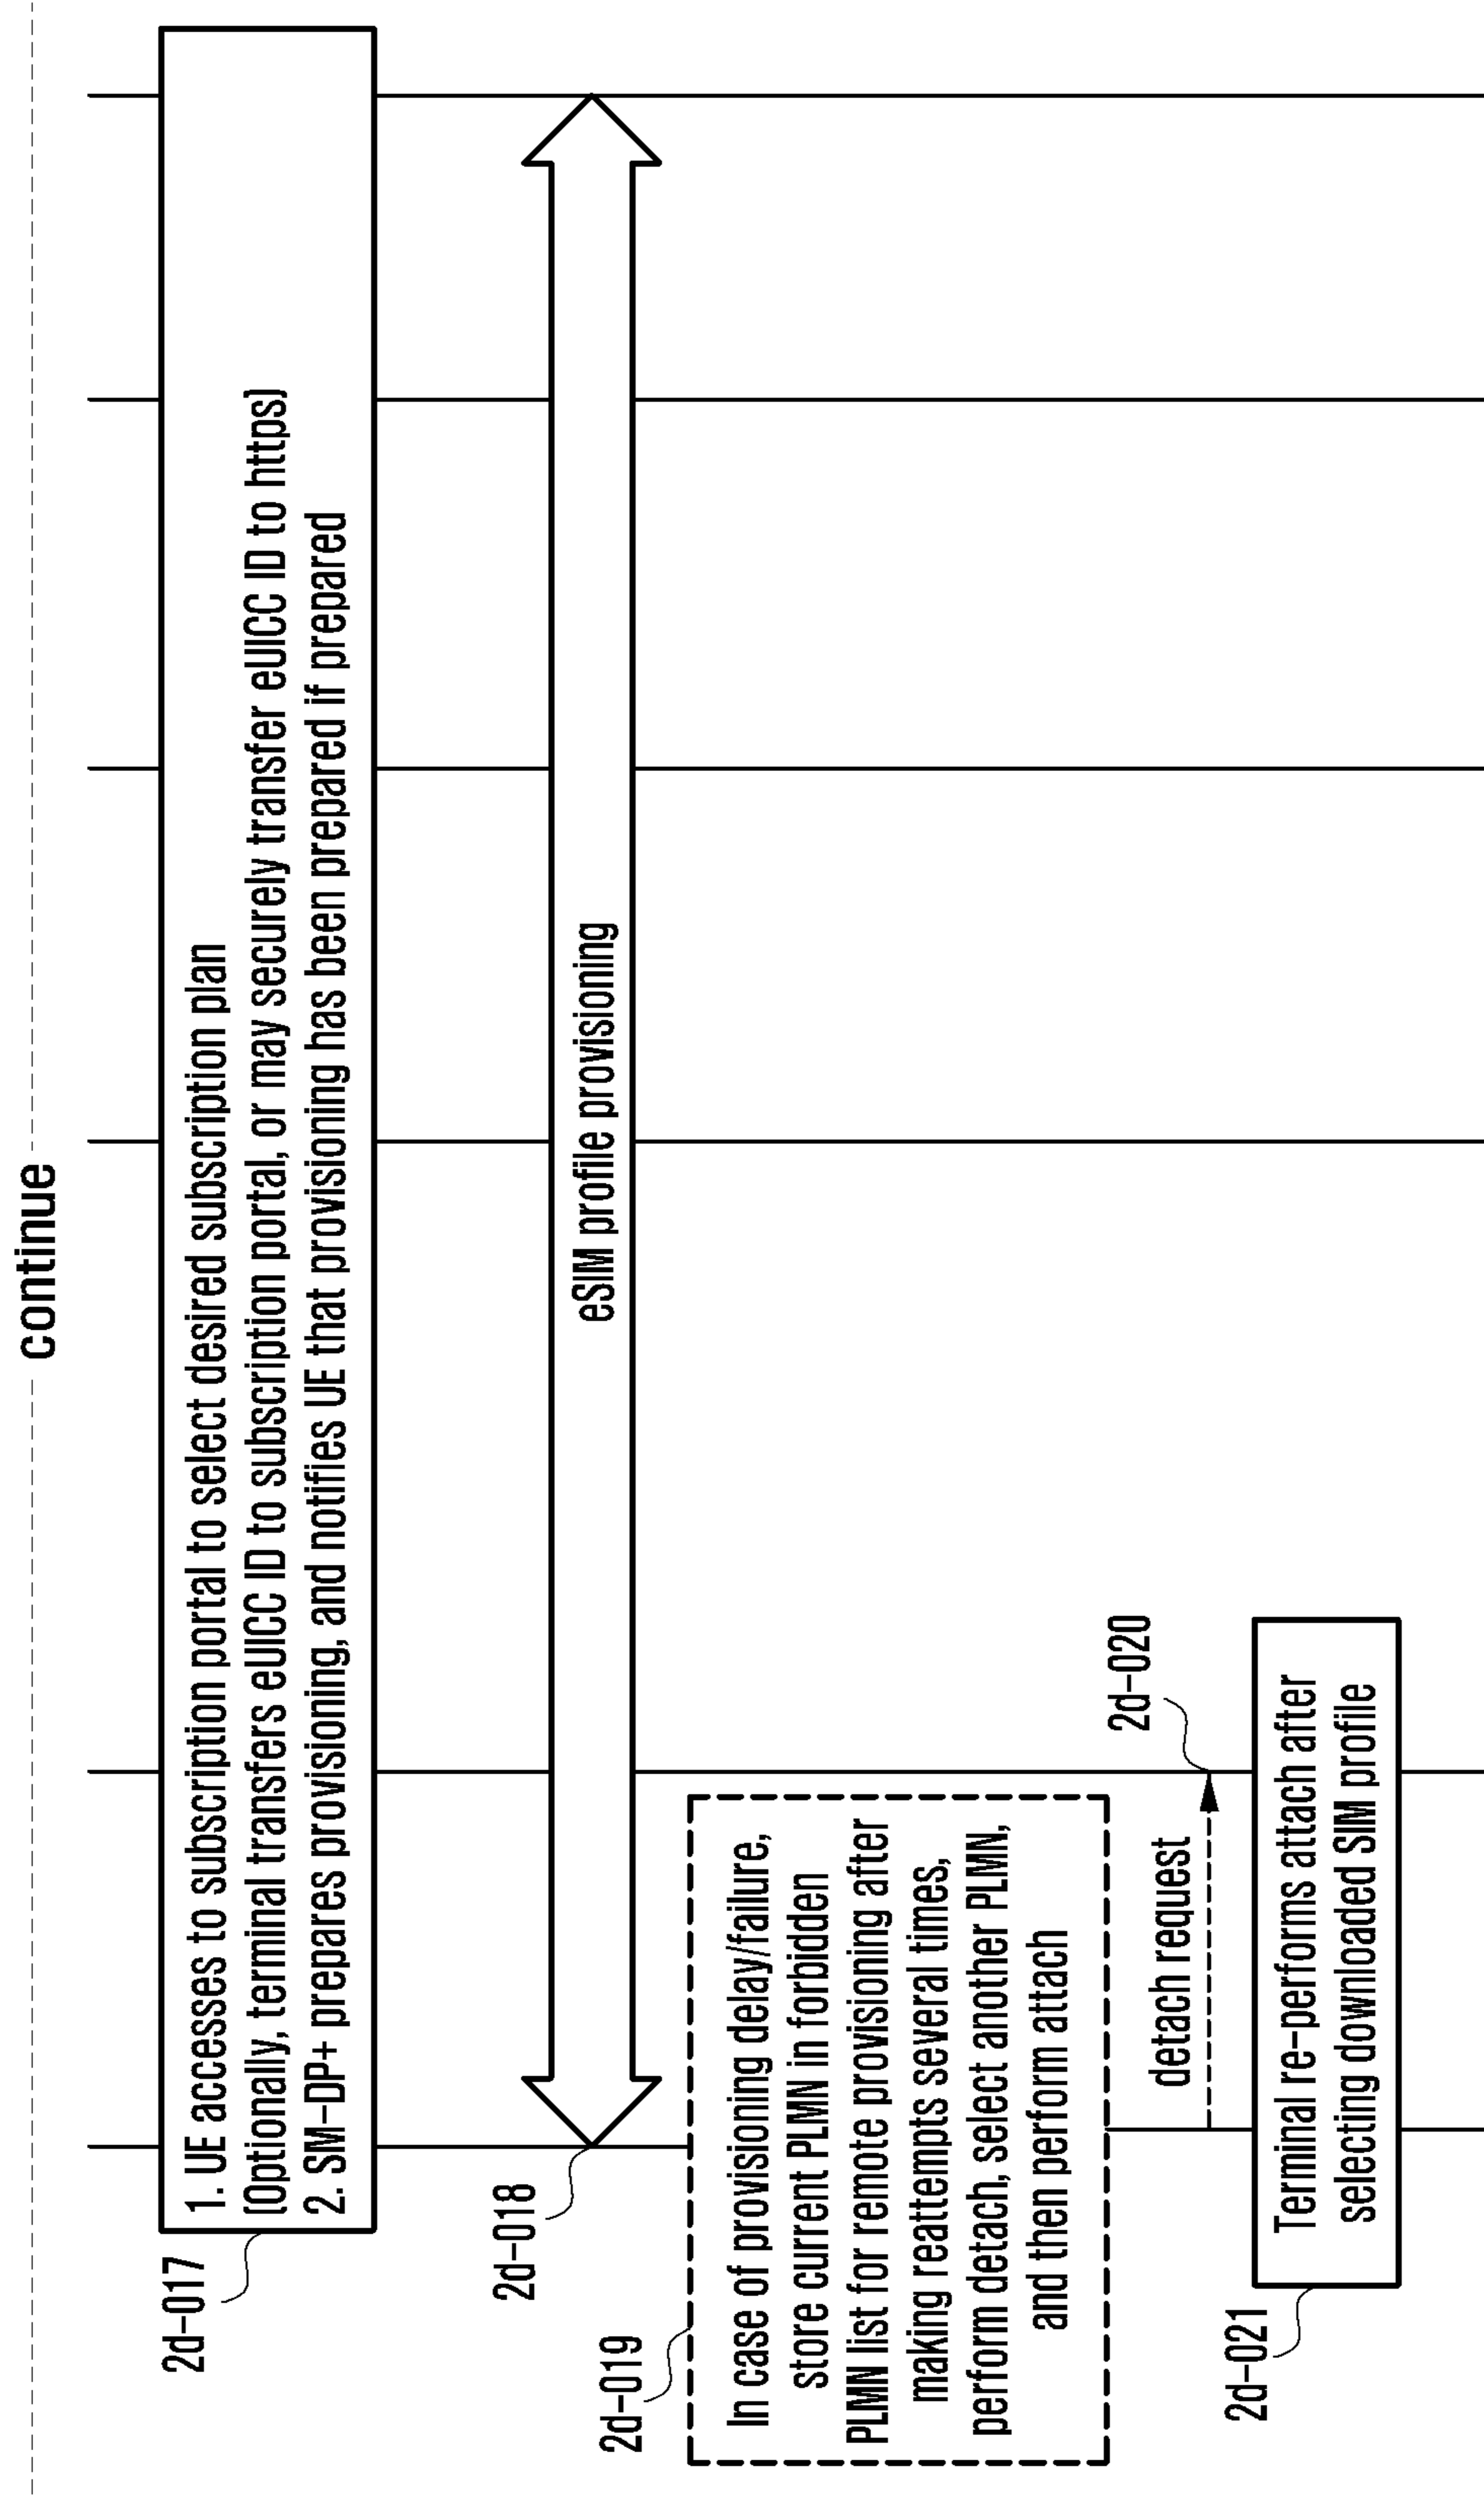 continue
2d-017
1. UE accesses to subscription portal to select desired subscription plan
(Optionally, terminal transfers eUICC ID to subscription portal, or may securely transfer eUICC ID to https)
2. SM-DP+ prepares provisioning, and notifies UE that provisioning has been prepared if prepared
2d-018
eSIM profile provisioning
2d-019
In case of provisioning delay/failure,
store current PLMN in forbidden
PLMN list for remote provisioning after
making reattempts several times,
perform detach, select another PLMN,
and then perform attach
2d-020
detach request
2d-021
Terminal re-performs attach after
selecting downloaded SIM profile